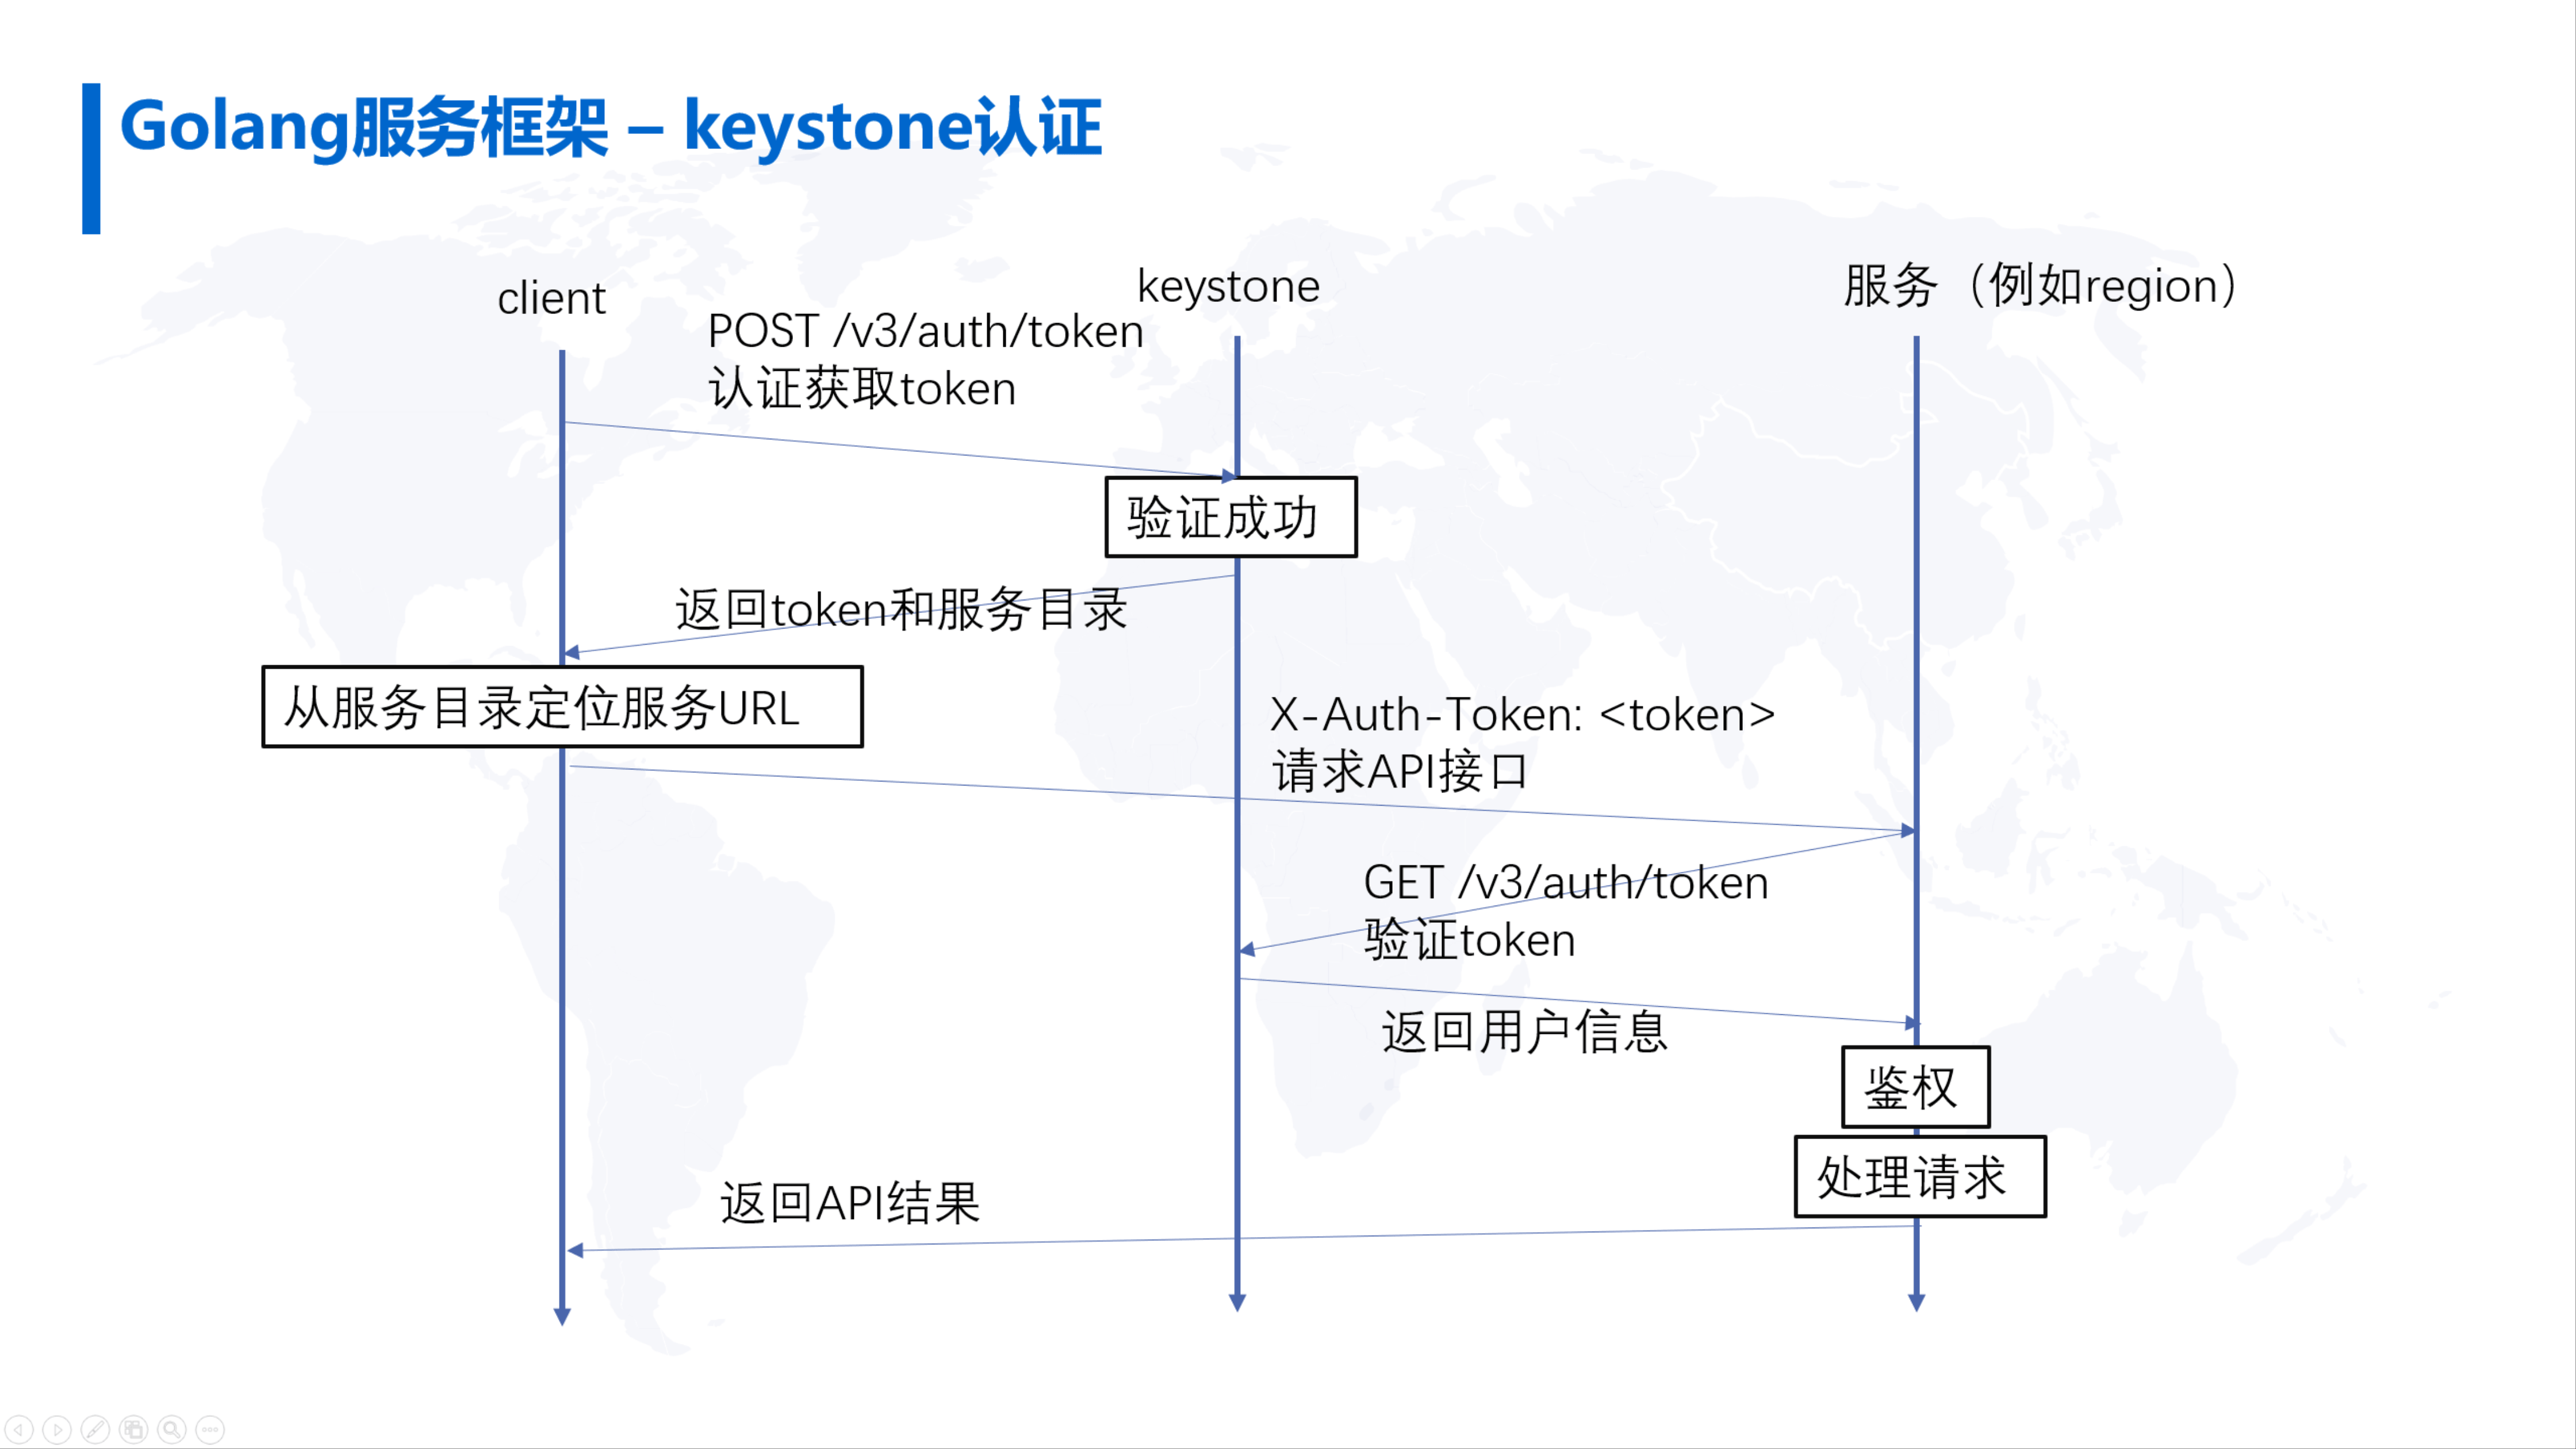 Golang服务框架 – keystone认证
client
keystone
服务（例如region）
POST /v3/auth/token
认证获取token
验证成功
返回token和服务目录
从服务目录定位服务URL
X-Auth-Token: <token>
请求API接口
GET /v3/auth/token
验证token
返回用户信息
鉴权
处理请求
返回API结果